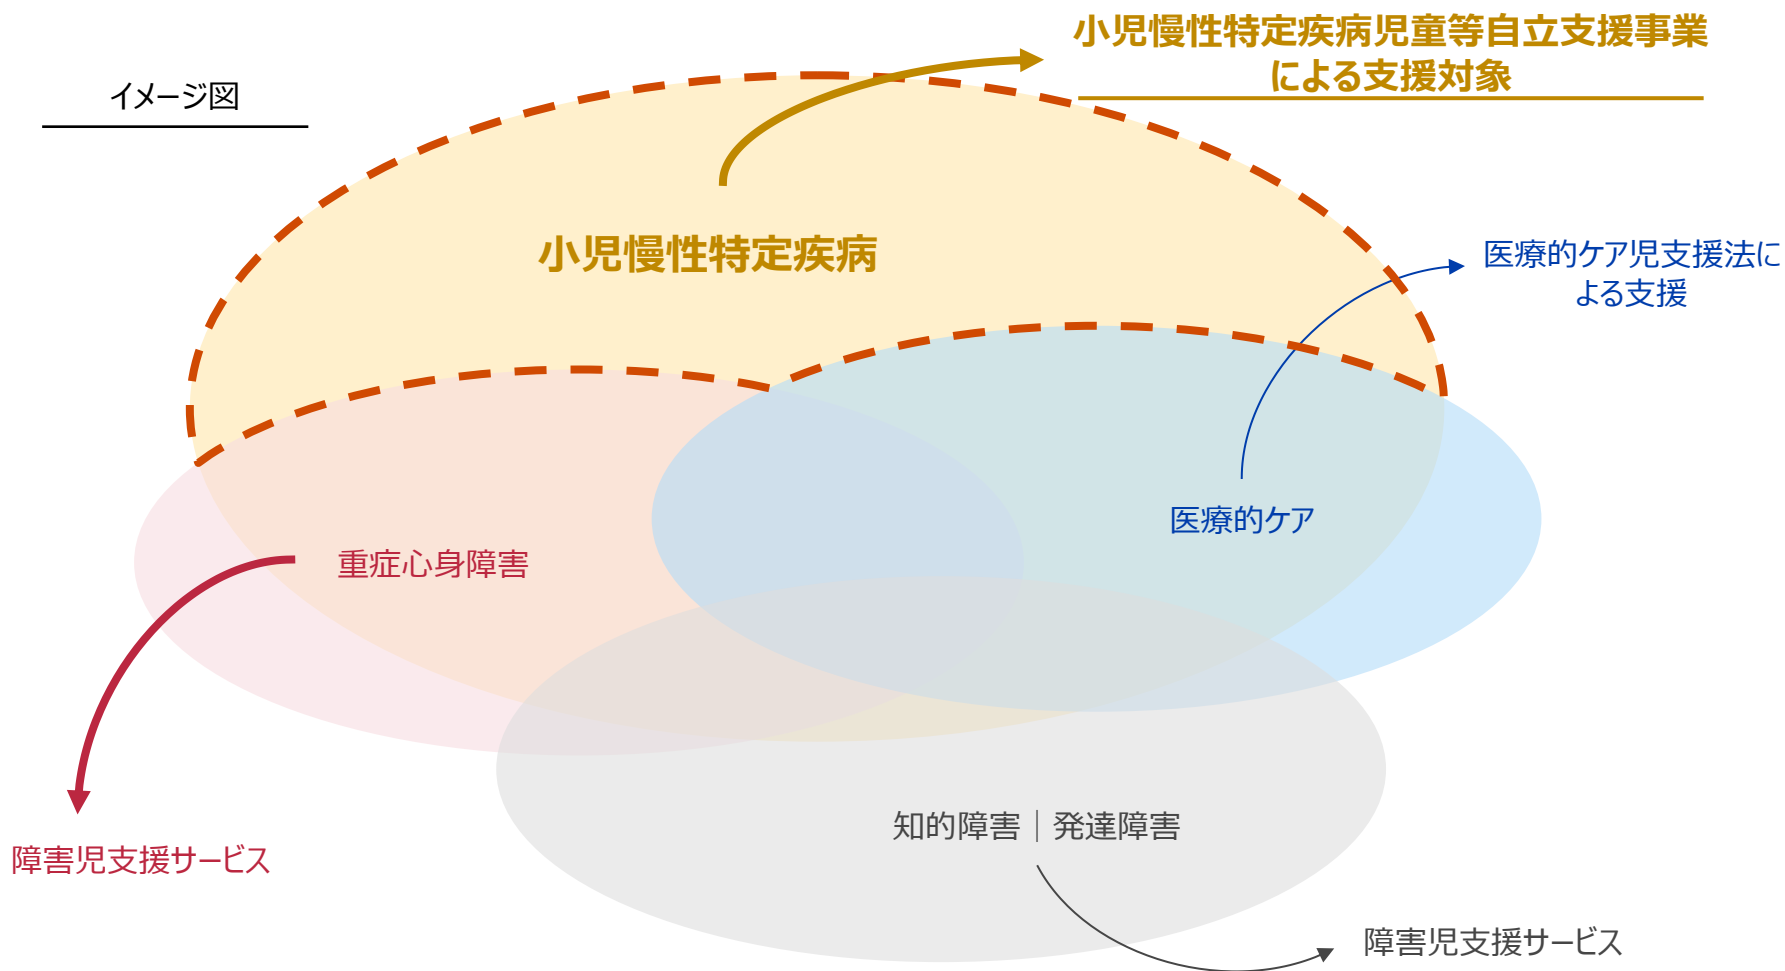 小児慢性特定疾病児童等自立支援事業
による支援対象
イメージ図
小児慢性特定疾病
医療的ケア児支援法に
よる支援
医療的ケア
重症心身障害
知的障害｜発達障害
障害児支援サービス
障害児支援サービス